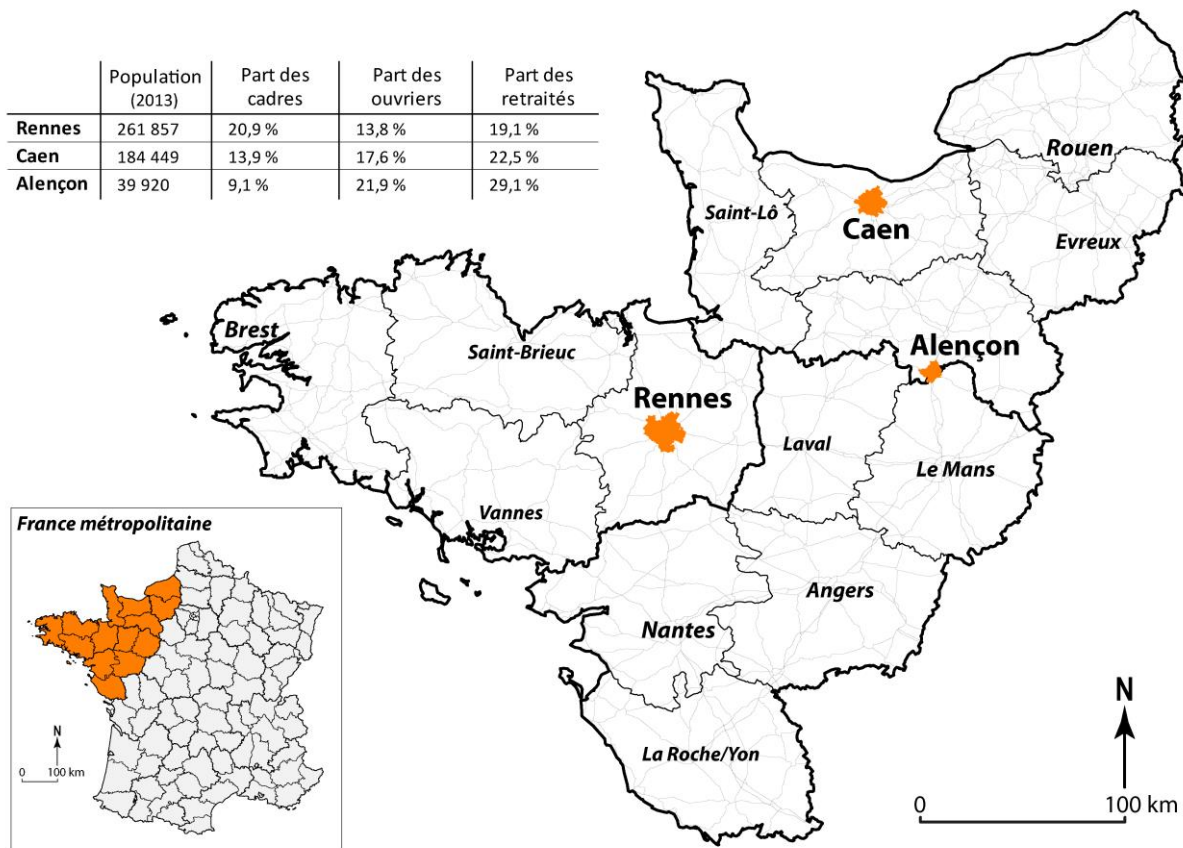 Population Part des Part des Part des
(2013) cadres ouvriers retraités
Rennes 261 857 20,9 % 13,8 % 19,1 %
Caen 184 449 13,9 % 17,6 % 22,5 %
Alençon 39 920 9,1 % 21,9 % 29,1 %
Rouen
Saint-Lô
Caen
Evreux
Brest
Saint-Brieuc
Alençon
Rennes
Laval
Le Mans
Vannes
France métropolitaine
Angers
Nantes
N
La Roche/Yon
N
0 100 km
0 100 km